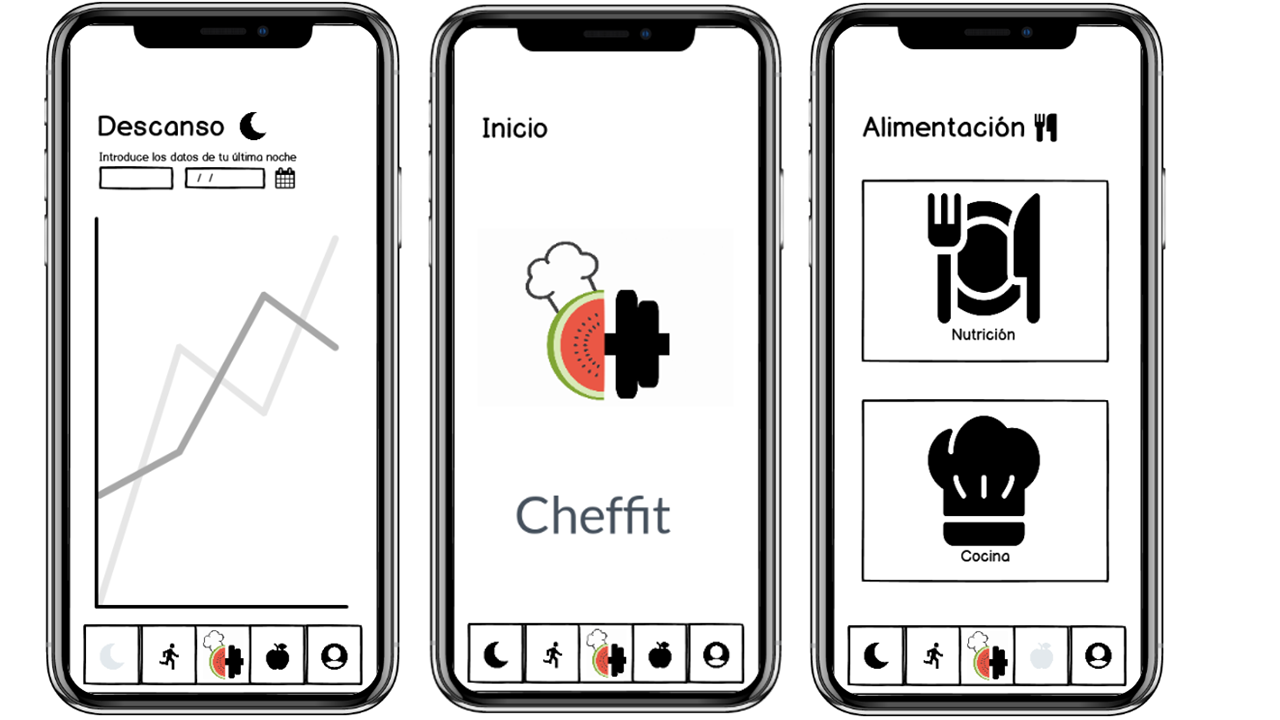 Descanso
Introduce los datos de tu última noche
/ /
Inicio
Cheffit
Alimentación
Nutrición
Cocina